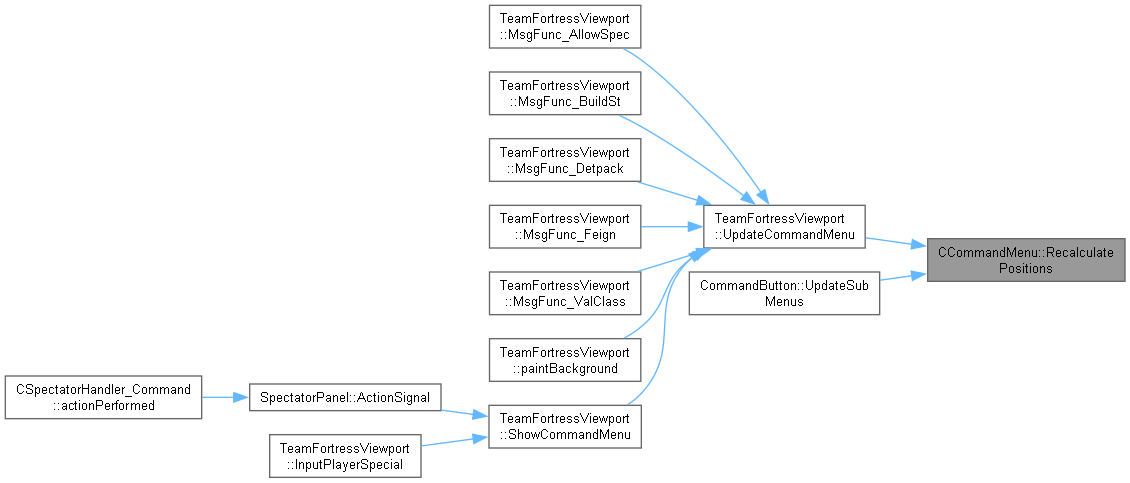 TeamFortressViewport
::MsgFunc_AllowSpec
TeamFortressViewport
::MsgFunc_BuildSt
TeamFortressViewport
::MsgFunc_Detpack
TeamFortressViewport
::MsgFunc_Feign
TeamFortressViewport
::UpdateCommandMenu
CCommandMenu::Recalculate
Positions
TeamFortressViewport
::MsgFunc_ValClass
CommandButton::UpdateSub
Menus
TeamFortressViewport
::paintBackground
CSpectatorHandler_Command
::actionPerformed
SpectatorPanel::ActionSignal
TeamFortressViewport
::ShowCommandMenu
TeamFortressViewport
::InputPlayerSpecial